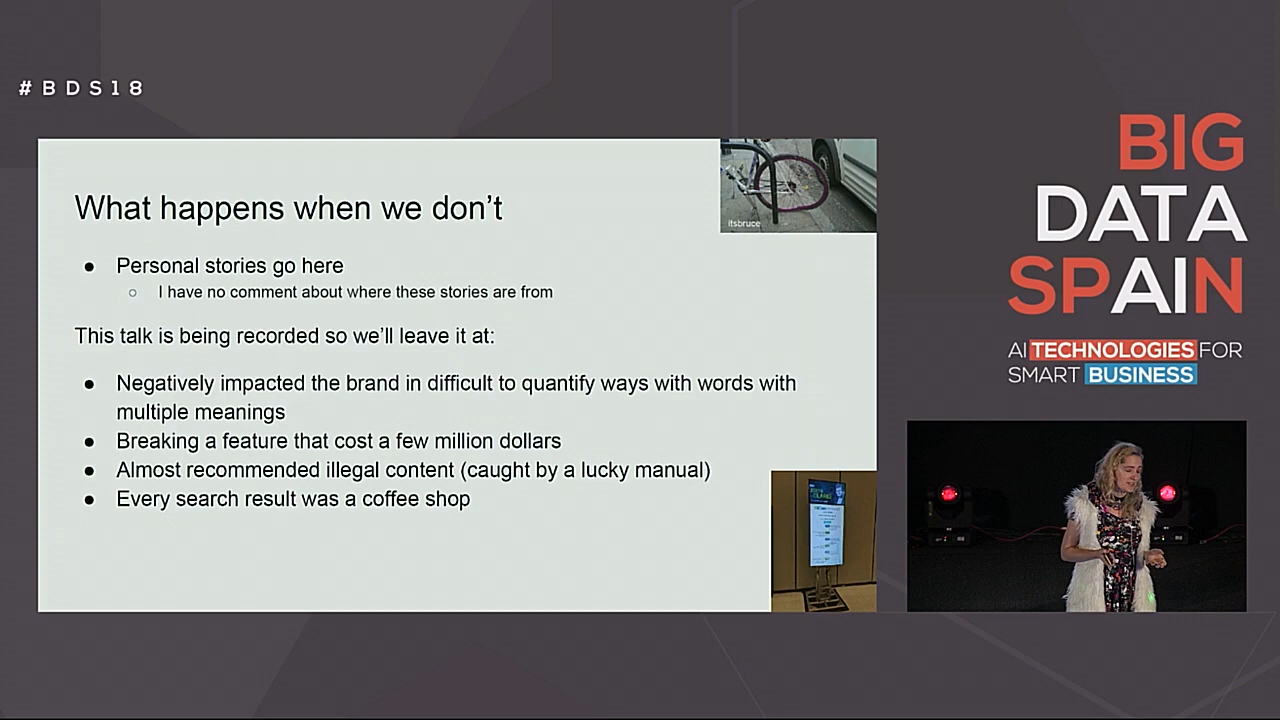 #BDS18
What happens when we don't
itsbruce
● Personal stories go here
○ I have no comment about where these stories are from
This talk is being recorded so we'll leave it at:
● Negatively impacted the brand in difficult to quantify ways with words with
multiple meanings
● Breaking a feature that cost a few million dollars
● Almost recommended illegal content (caught by a lucky manual)
● Every search result was a coffee shop
BIG
DATA
SPAIN
AI TECHNOLOGIES FOR
SMART BUSINESS